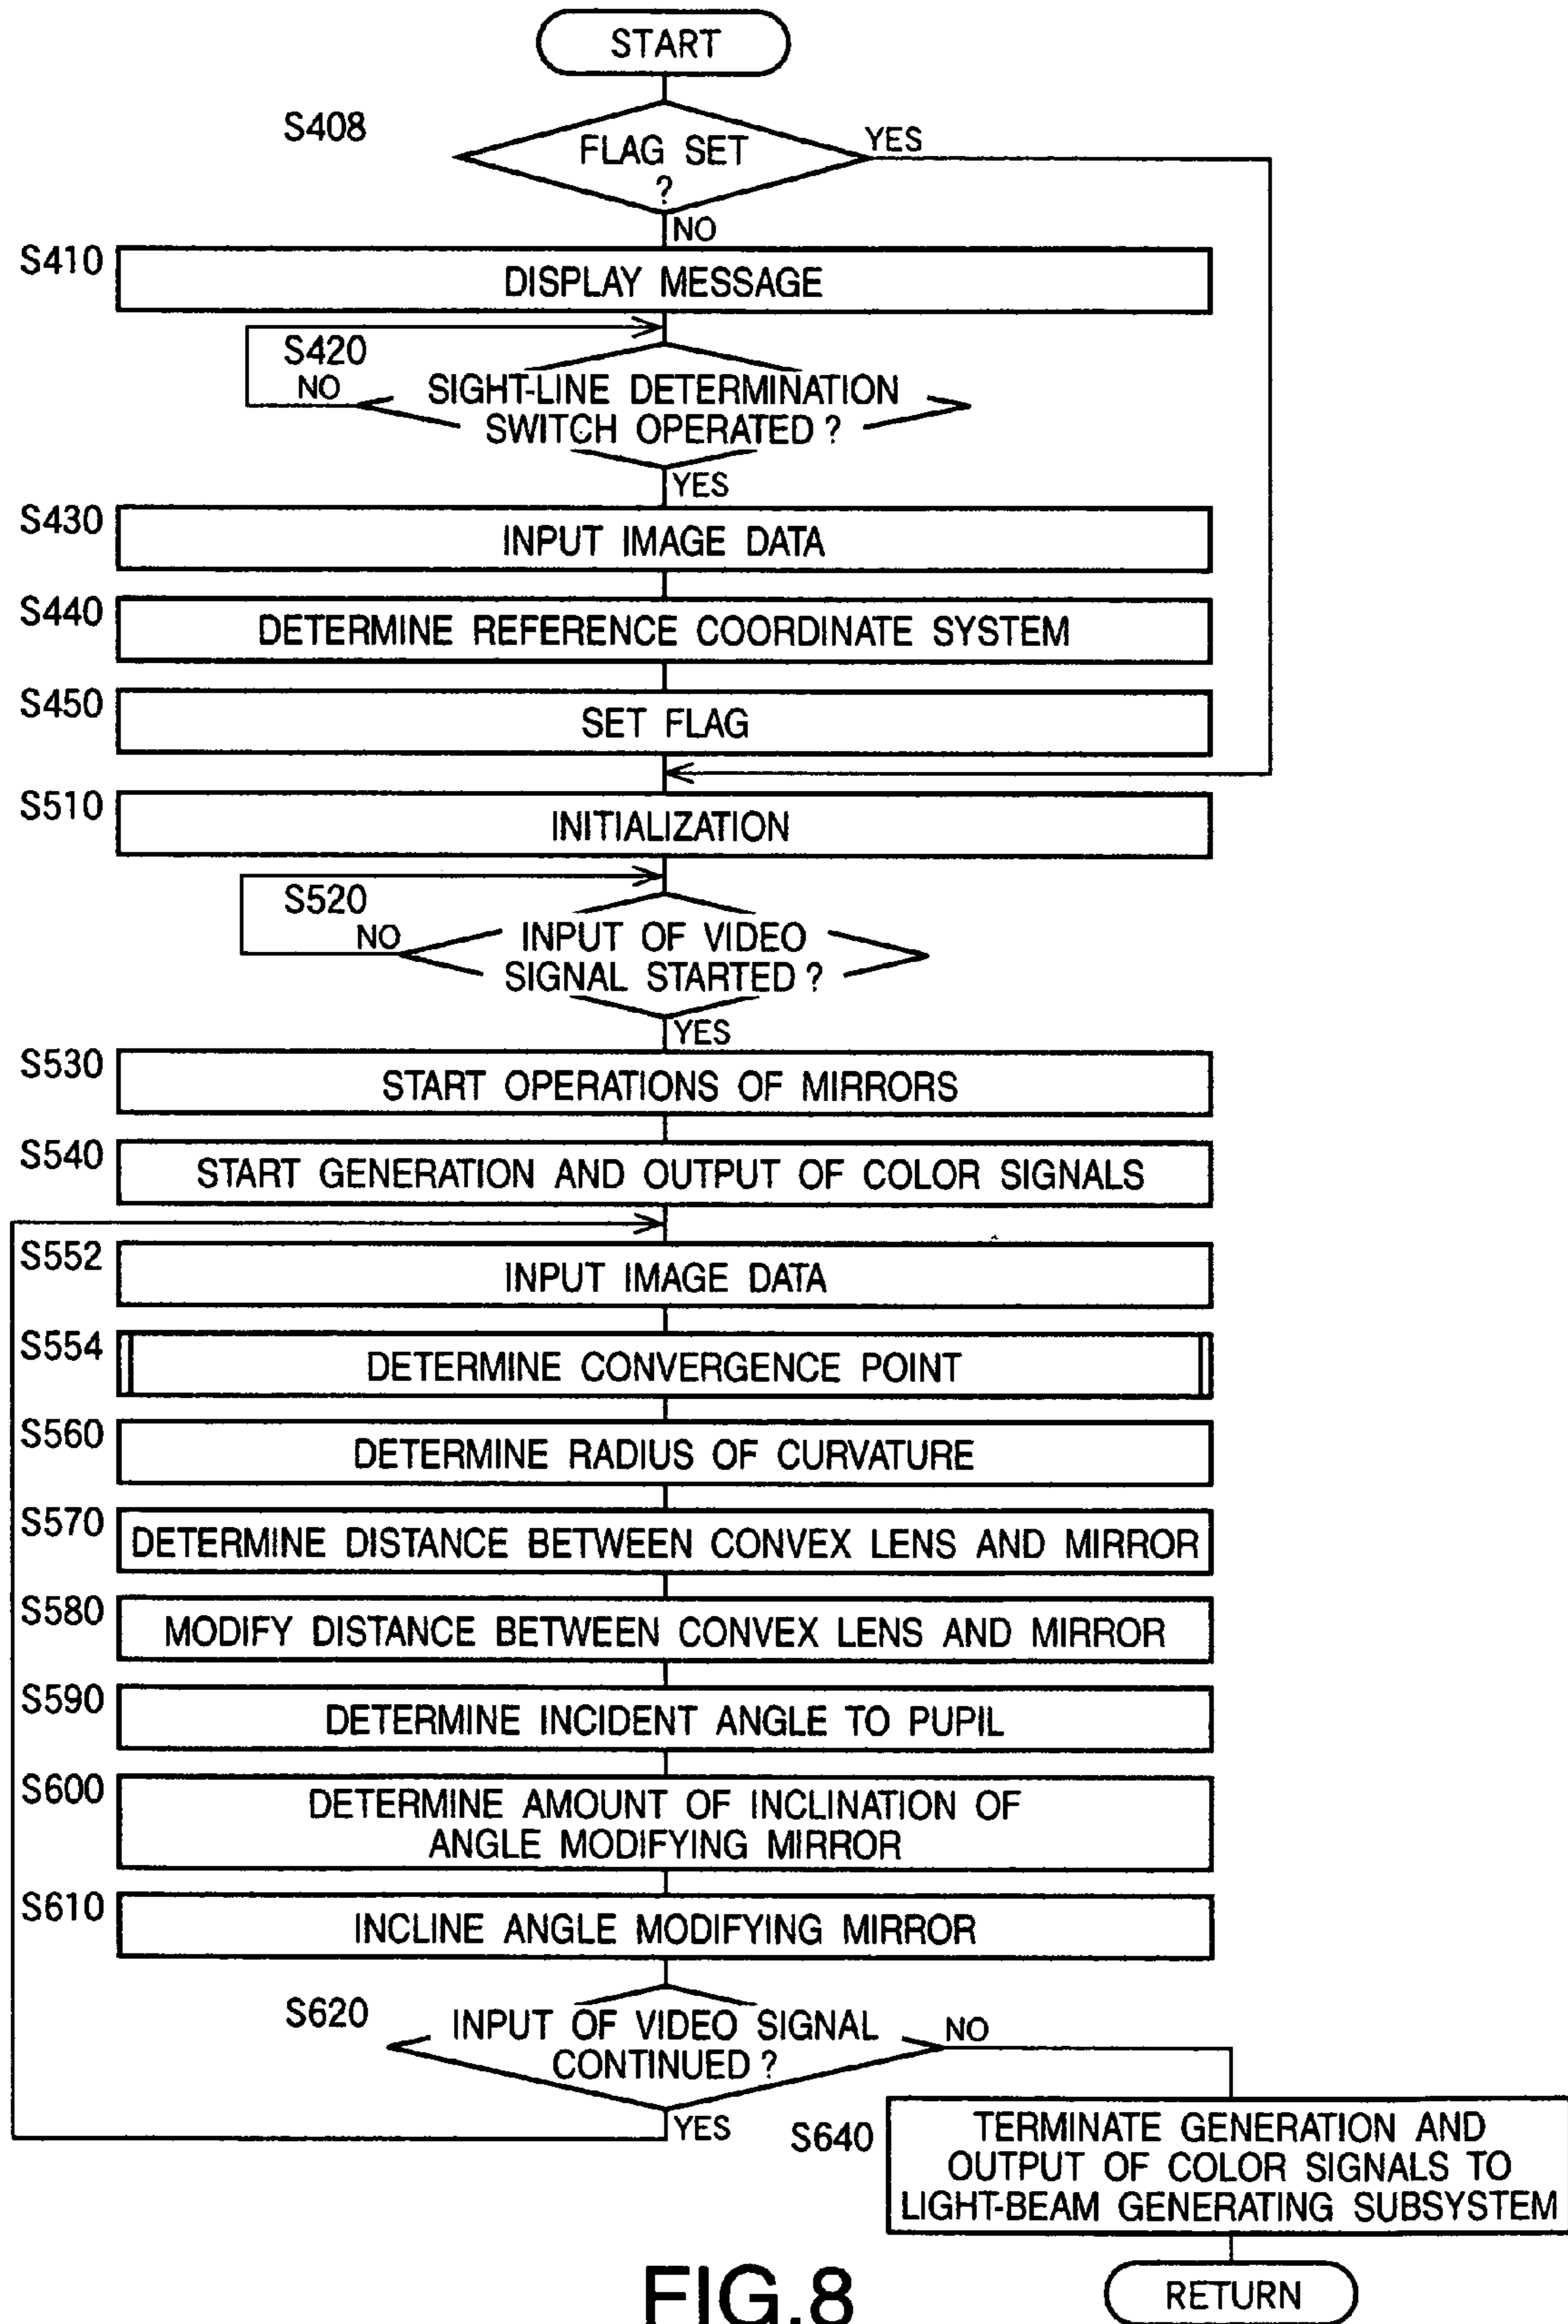 START
S408
FLAG SET
?
YES
NO
S410
DISPLAY MESSAGE
S420
NO
SIGHT-LINE DETERMINATION
SWITCH OPERATED ?
YES
S430
INPUT IMAGE DATA
S440
DETERMINE REFERENCE COORDINATE SYSTEM
S450
SET FLAG
S510
INITIALIZATION
S520
NO
INPUT OF VIDEO
SIGNAL STARTED ?
YES
S530
START OPERATIONS OF MIRRORS
S540
START GENERATION AND OUTPUT OF COLOR SIGNALS
S552
INPUT IMAGE DATA
S554
DETERMINE CONVERGENCE POINT
S560
DETERMINE RADIUS OF CURVATURE
S570
DETERMINE DISTANCE BETWEEN CONVEX LENS AND MIRROR
S580
MODIFY DISTANCE BETWEEN CONVEX LENS AND MIRROR
S590
DETERMINE INCIDENT ANGLE TO PUPIL
S600
DETERMINE AMOUNT OF INCLINATION OF
ANGLE MODIFYING MIRROR
S610
INCLINE ANGLE MODIFYING MIRROR
S620
INPUT OF VIDEO SIGNAL
CONTINUED ?
NO
YES
S640
TERMINATE GENERATION AND
OUTPUT OF COLOR SIGNALS TO
LIGHT-BEAM GENERATING SUBSYSTEM
RETURN
FIG.8